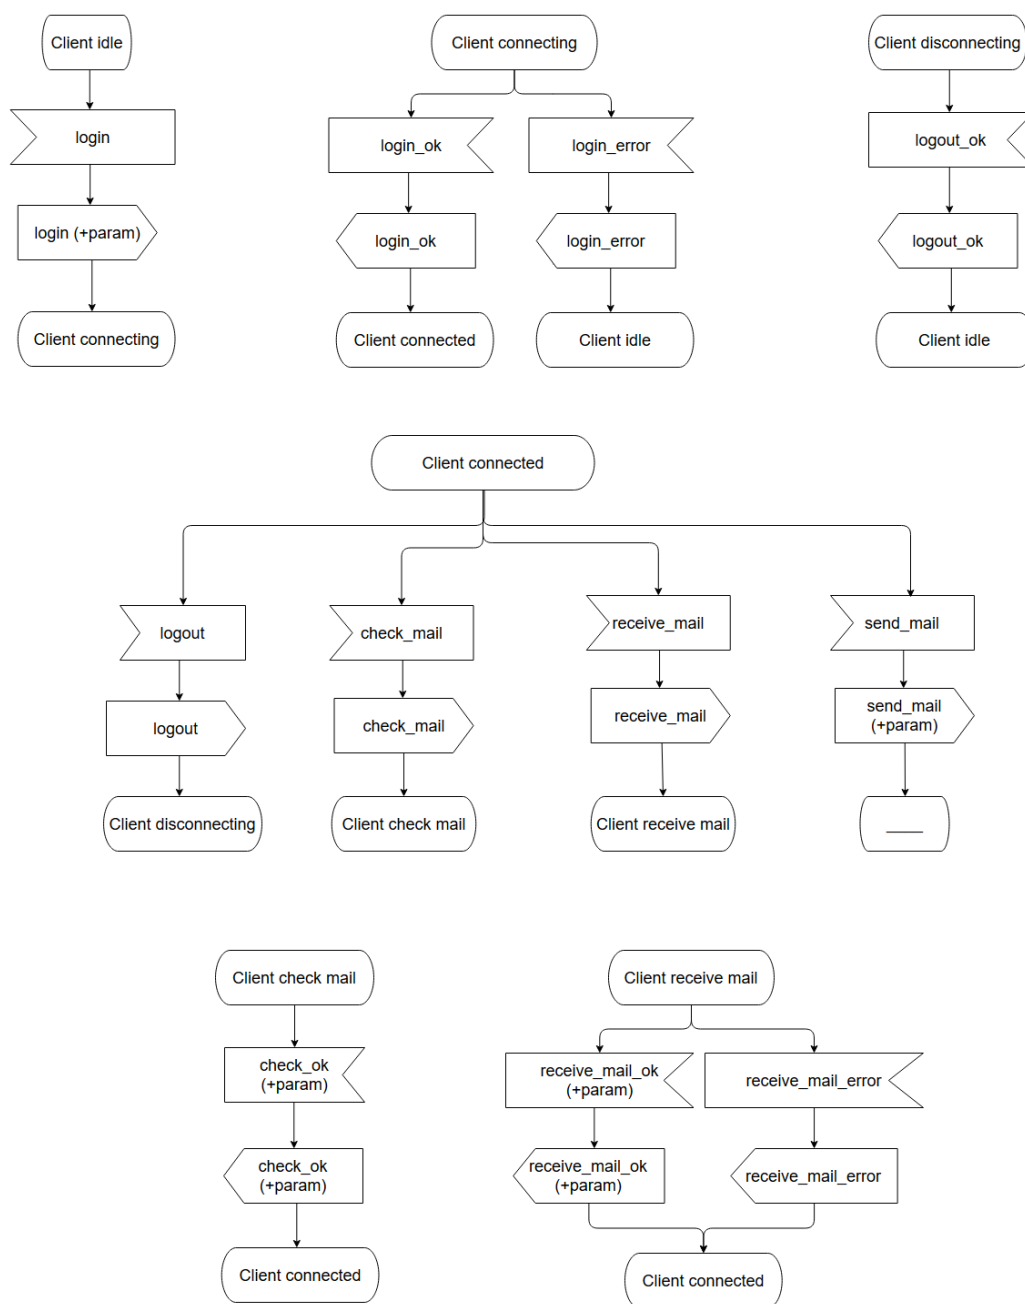 Client idle
Client connecting
Client disconnecting
login
login_ok
login_error
logout_ok
login (+param)
login_ok
login_error
logout_ok
Client connecting
Client connected
Client idle
Client idle
Client connected
logout
check_mail
receive_mail
send_mail
logout
check_mail
receive_mail
send_mail
(+param)
Client disconnecting
Client check mail
Client receive mail
____
Client check mail
Client receive mail
check_ok
(+param)
receive_mail_ok
(+param)
receive_mail_error
check_ok
(+param)
receive_mail_ok
(+param)
receive_mail_error
Client connected
Client connected